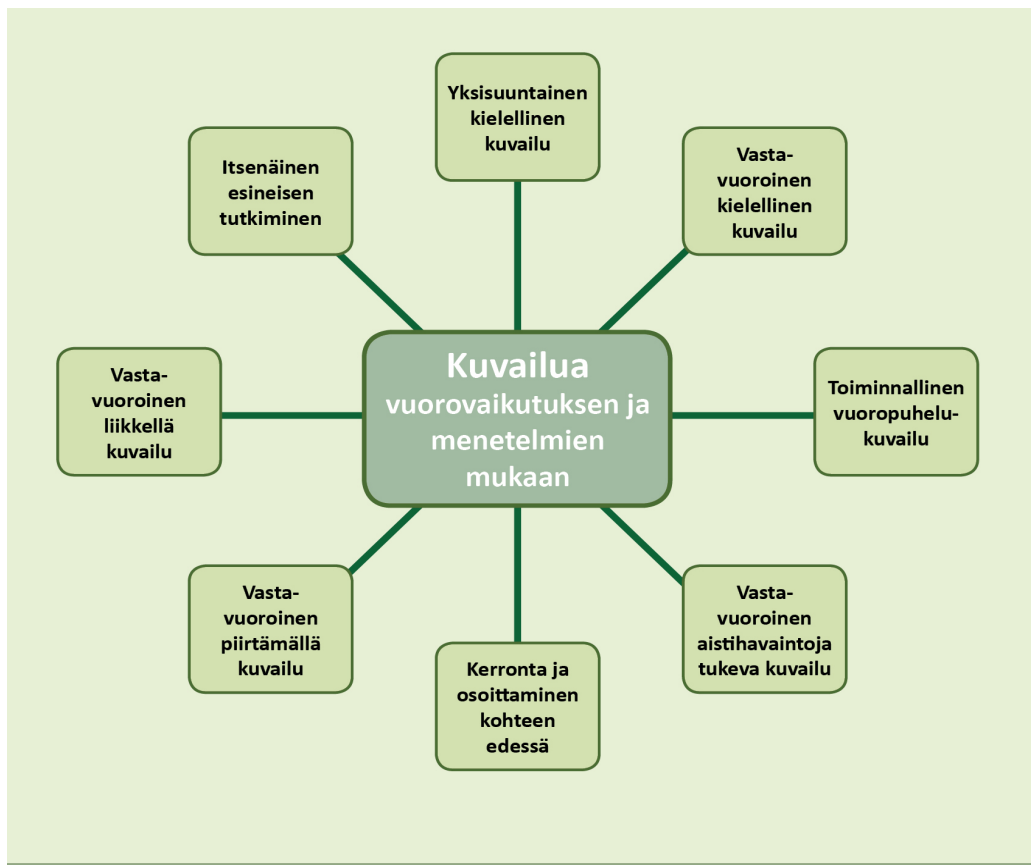 Yksisuuntainen
kielellinen
kuvailu
Vasta-
vuoroinen
kielellinen
kuvailu
Toiminnallinen
vuoropuhelu-
kuvailu
Vasta-
vuoroinen
aistihavaintoja
tukeva kuvailu
Kerronta ja
osoittaminen
kohteen
edessä
Vasta-
vuoroinen
piirtämällä
kuvailu
Vasta-
vuoroinen
liikkellä
kuvailu
Itsenäinen
esineisen
tutkiminen
Kuvailua
vuorovaikutuksen ja
menetelmien
mukaan